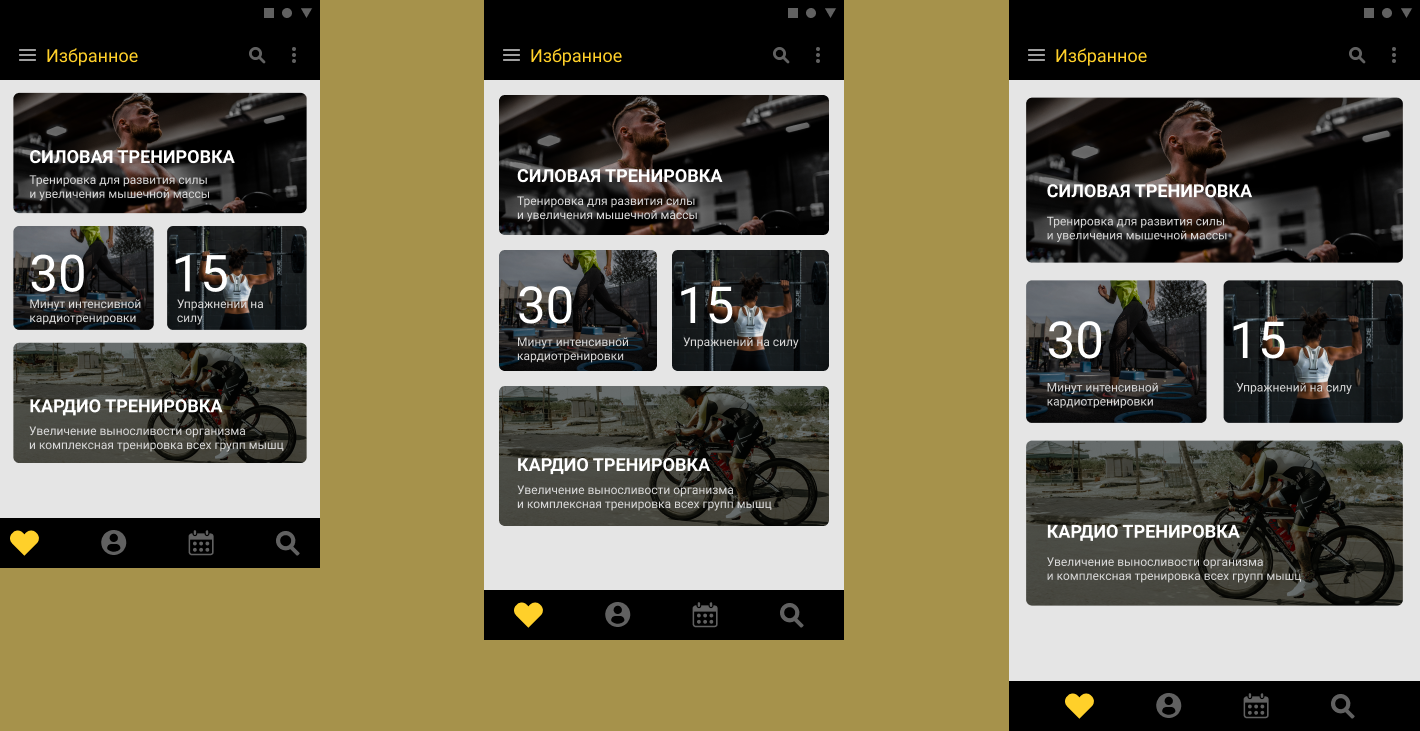 Избранное
СИЛОВАЯ ТРЕНИРОВКА
Тренировка для развития силы
и увеличения мышечной массы
30
Минут интенсивной
кардиотренировки
15
Упражнений на
силу
КАРДИО ТРЕНИРОВКА
Увеличение выносливости организма
и комплексная тренировка всех групп мышц
Избранное
СИЛОВАЯ ТРЕНИРОВКА
Тренировка для развития силы
и увеличения мышечной массы
30
Минут интенсивной
кардиотренировки
15
Упражнений на силу
КАРДИО ТРЕНИРОВКА
Увеличение выносливости организма
и комплексная тренировка всех групп мышц
Избранное
СИЛОВАЯ ТРЕНИРОВКА
Тренировка для развития силы
и увеличения мышечной массы
30
Минут интенсивной
кардиотренировки
15
Упражнений на силу
КАРДИО ТРЕНИРОВКА
Увеличение выносливости организма
и комплексная тренировка всех групп мышц